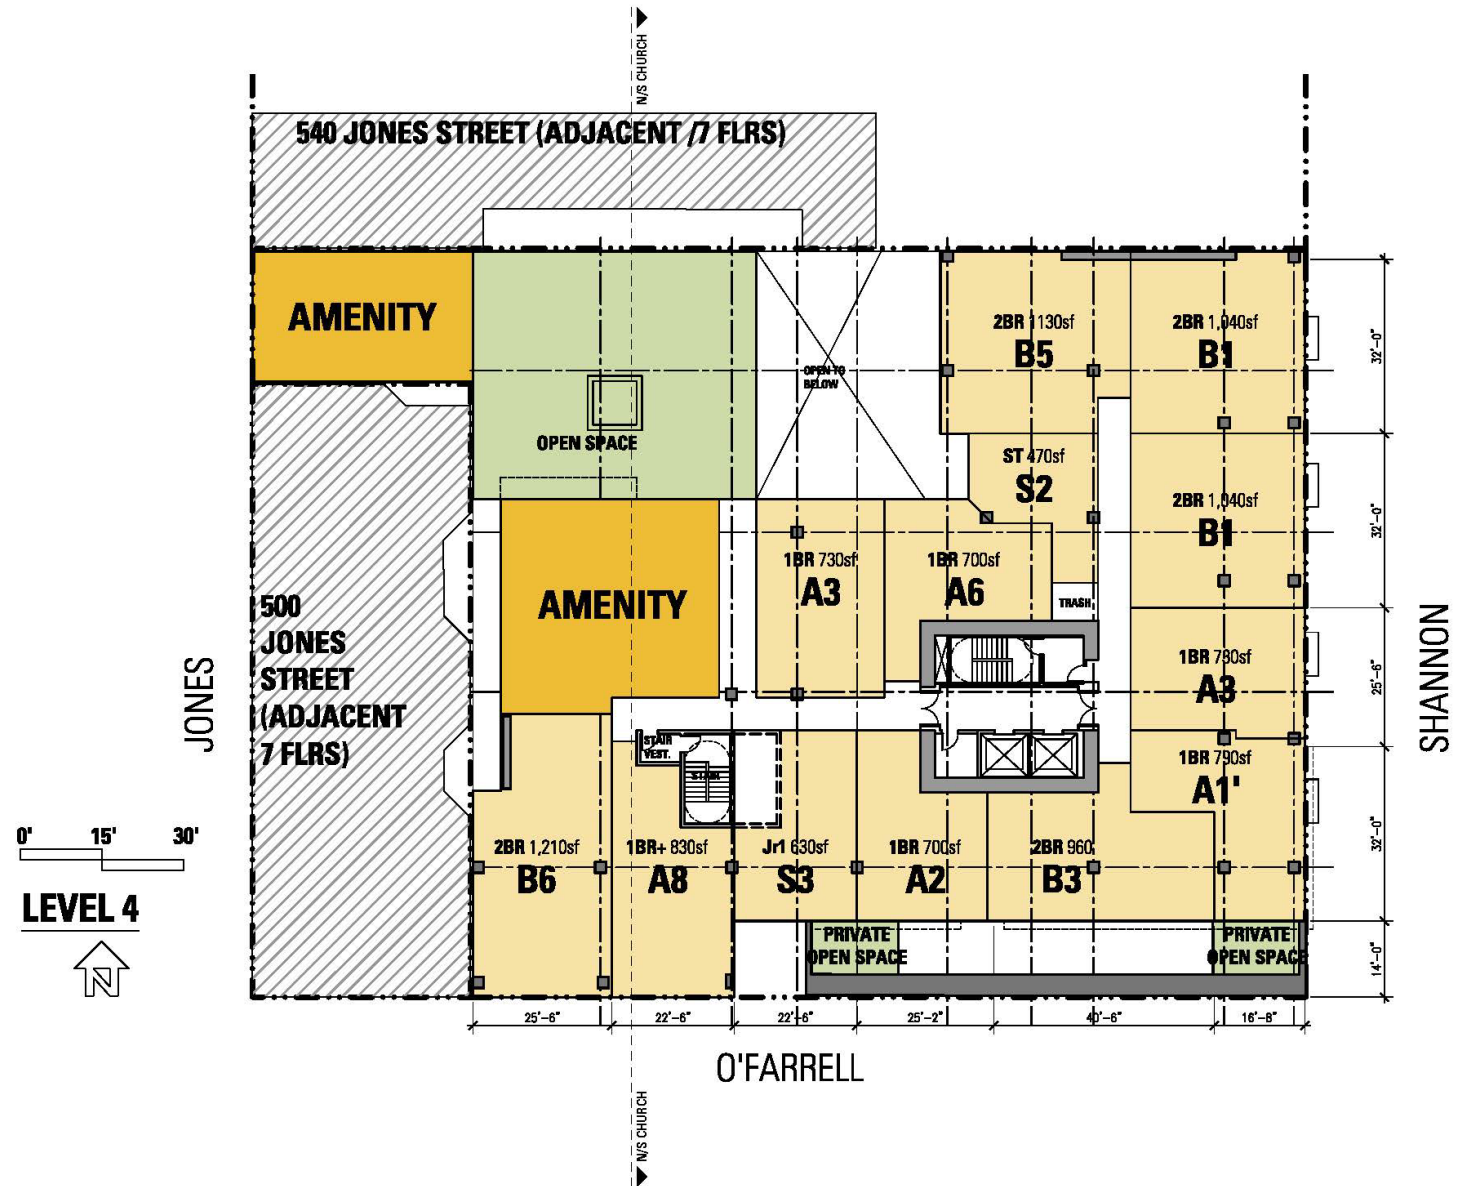 N/S CHURCH
540 JONES STREET (ADJACENT /7 FLRS)
AMENITY
2BR 1130sf
B5
2BR 1,040sf
B1
32'-0"
OPEN TO
BELOW
OPEN SPACE
ST 470sf
S2
2BR 1,040sf
B1
32'-0"
1BR 730sf
A3
1BR 700sf
A6
AMENITY
TRASH
500
JONES
STREET
(ADJACENT
7 FLRS)
JONES
1BR 730sf
A3
25'-6"
SHANNON
STAIR
VEST.
STAIR
1BR 790sf
A1'
0' 15' 30'
2BR 1,210sf
B6
1BR+ 830sf
A8
Jr1 630sf
S3
1BR 700sf
A2
2BR 960
B3
32'-0"
LEVEL 4
N
PRIVATE
OPEN SPACE
PRIVATE
OPEN SPACE
14'-0"
25'-6" 22'-6" 22'-6" 25'-2" 40'-6" 16'-8"
O'FARRELL
N/S CHURCH